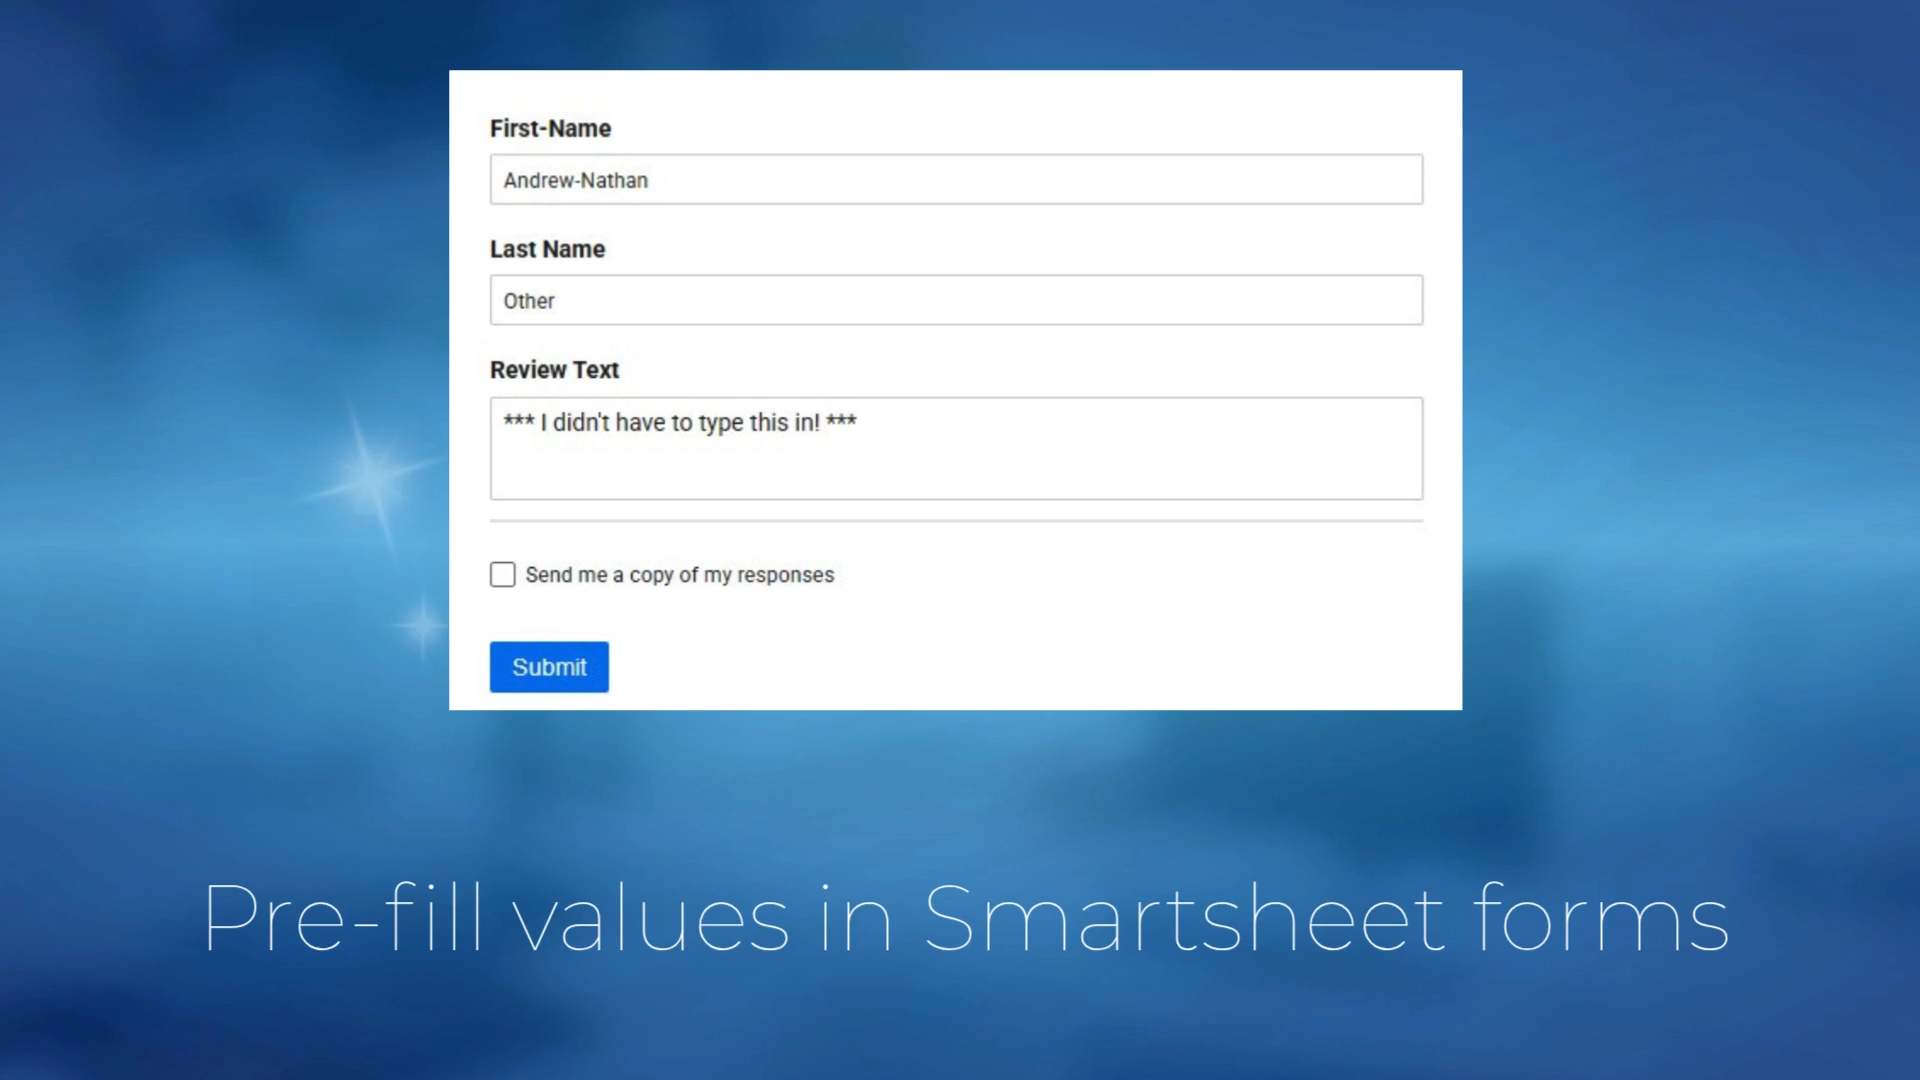 First-Name
Andrew-Nathan
Last Name
Other
Review Text
*** I didn't have to type this in! ***
Send me a copy of my responses
Submit
Pre-fill values in Smartsheet forms